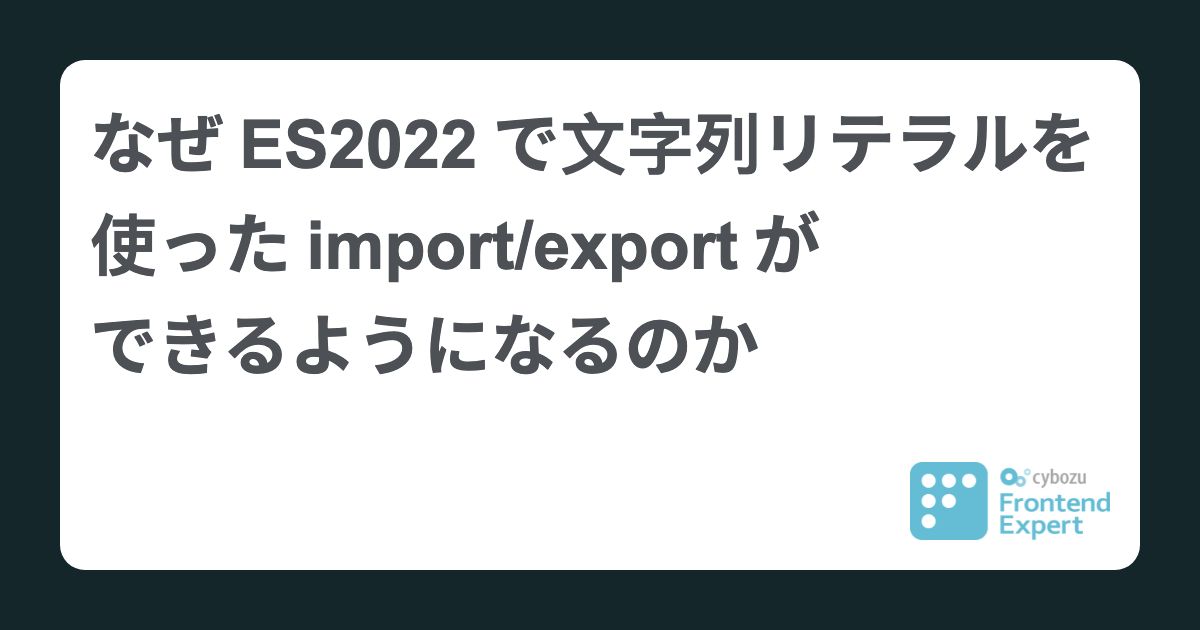 なぜ ES2022 で文字列リテラルを
使った import/export が
できるようになるのか
cybozu
Frontend
Expert